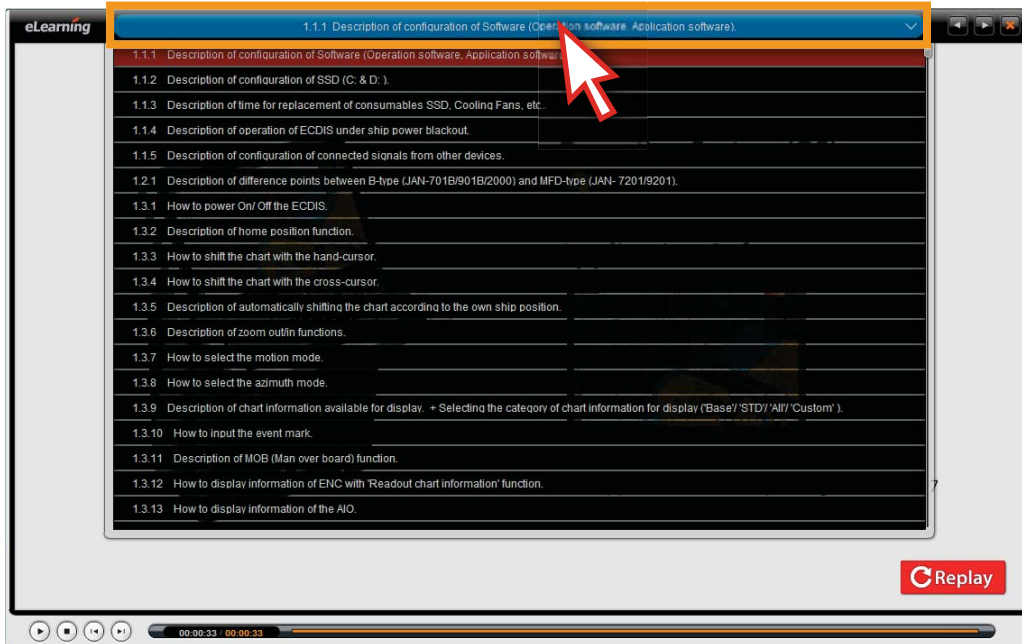 eLearning
1.1.1 Description of configuration of Software (Operation software, Application software).
1.1.1 Description of configuration of Software (Operation software, Application software
1.1.2 Description of configuration of SSD (C: & D: ).
1.1.3 Description of time for replacement of consumables SSD, Cooling Fans, etc.
1.1.4 Description of operation of ECDIS under ship power blackout.
1.1.5 Description of configuration of connected signals from other devices.
1.2.1 Description of difference points between B-type (JAN-701B/901B/2000) and MFD-type (JAN- 7201/9201).
1.3.1 How to power On/ Off the ECDIS.
1.3.2 Description of home position function.
1.3.3 How to shift the chart with the hand-cursor.
1.3.4 How to shift the chart with the cross-cursor.
1.3.5 Description of automatically shifting the chart according to the own ship position.
1.3.6 Description of zoom out/in functions.
1.3.7 How to select the motion mode.
1.3.8 How to select the azimuth mode.
1.3.9 Description of chart information available for display. + Selecting the category of chart information for display ('Base'/ 'STD'/ 'All'/ 'Custom' ).
1.3.10 How to input the event mark.
1.3.11 Description of MOB (Man over board) function.
1.3.12 How to display information of ENC with 'Readout chart information' function.
1.3.13 How to display information of the AIO.
7
Replay
00:00:33 / 00:00:33